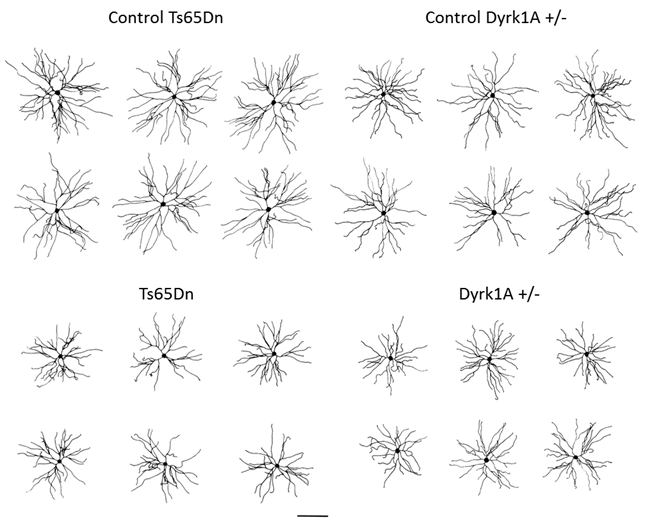 Control Ts65Dn
Control Dyrk1A +/-
Ts65Dn
Dyrk1A +/-